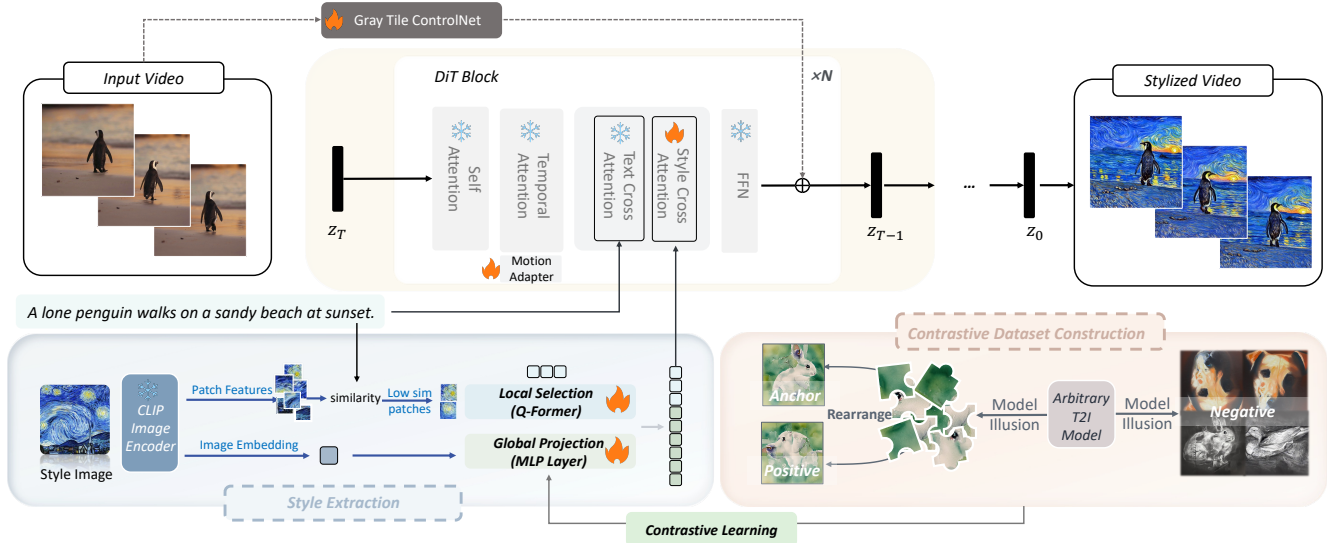 Gray Tile ControlNet
Input Video
DiT Block
×N
Stylized Video
Self
Attention
Temporal
Attention
Text Cross
Attention
Style Cross
Attention
FFN
Motion
Adapter
z_T
z_{T−1}
...
z_0
A lone penguin walks on a sandy beach at sunset.
Contrastive Dataset Construction
Style Image
CLIP
Image
Encoder
Patch Features
similarity
Low sim
patches
Local Selection
(Q-Former)
Image Embedding
Global Projection
(MLP Layer)
Style Extraction
Anchor
Rearrange
Positive
Model
Illusion
Arbitrary
T2I
Model
Model
Illusion
Negative
Contrastive Learning